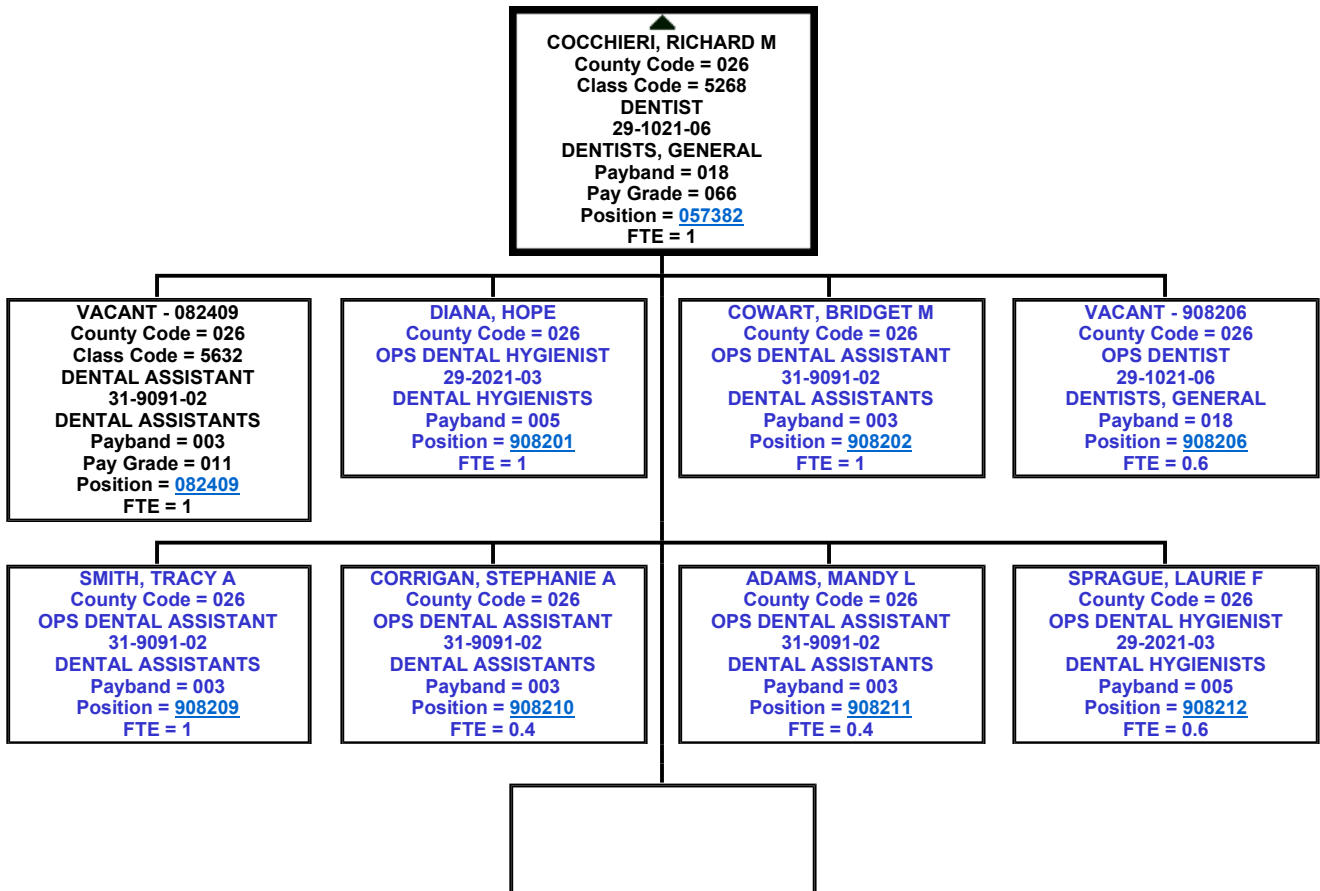 COCCHIERI, RICHARD M
County Code = 026
Class Code = 5268
DENTIST
29-1021-06
DENTISTS, GENERAL
Payband = 018
Pay Grade = 066
Position = 057382
FTE = 1
VACANT - 082409
County Code = 026
Class Code = 5632
DENTAL ASSISTANT
31-9091-02
DENTAL ASSISTANTS
Payband = 003
Pay Grade = 011
Position = 082409
FTE = 1
DIANA, HOPE
County Code = 026
OPS DENTAL HYGIENIST
29-2021-03
DENTAL HYGIENISTS
Payband = 005
Position = 908201
FTE = 1
COWART, BRIDGET M
County Code = 026
OPS DENTAL ASSISTANT
31-9091-02
DENTAL ASSISTANTS
Payband = 003
Position = 908202
FTE = 1
VACANT - 908206
County Code = 026
OPS DENTIST
29-1021-06
DENTISTS, GENERAL
Payband = 018
Position = 908206
FTE = 0.6
SMITH, TRACY A
County Code = 026
OPS DENTAL ASSISTANT
31-9091-02
DENTAL ASSISTANTS
Payband = 003
Position = 908209
FTE = 1
CORRIGAN, STEPHANIE A
County Code = 026
OPS DENTAL ASSISTANT
31-9091-02
DENTAL ASSISTANTS
Payband = 003
Position = 908210
FTE = 0.4
ADAMS, MANDY L
County Code = 026
OPS DENTAL ASSISTANT
31-9091-02
DENTAL ASSISTANTS
Payband = 003
Position = 908211
FTE = 0.4
SPRAGUE, LAURIE F
County Code = 026
OPS DENTAL HYGIENIST
29-2021-03
DENTAL HYGIENISTS
Payband = 005
Position = 908212
FTE = 0.6